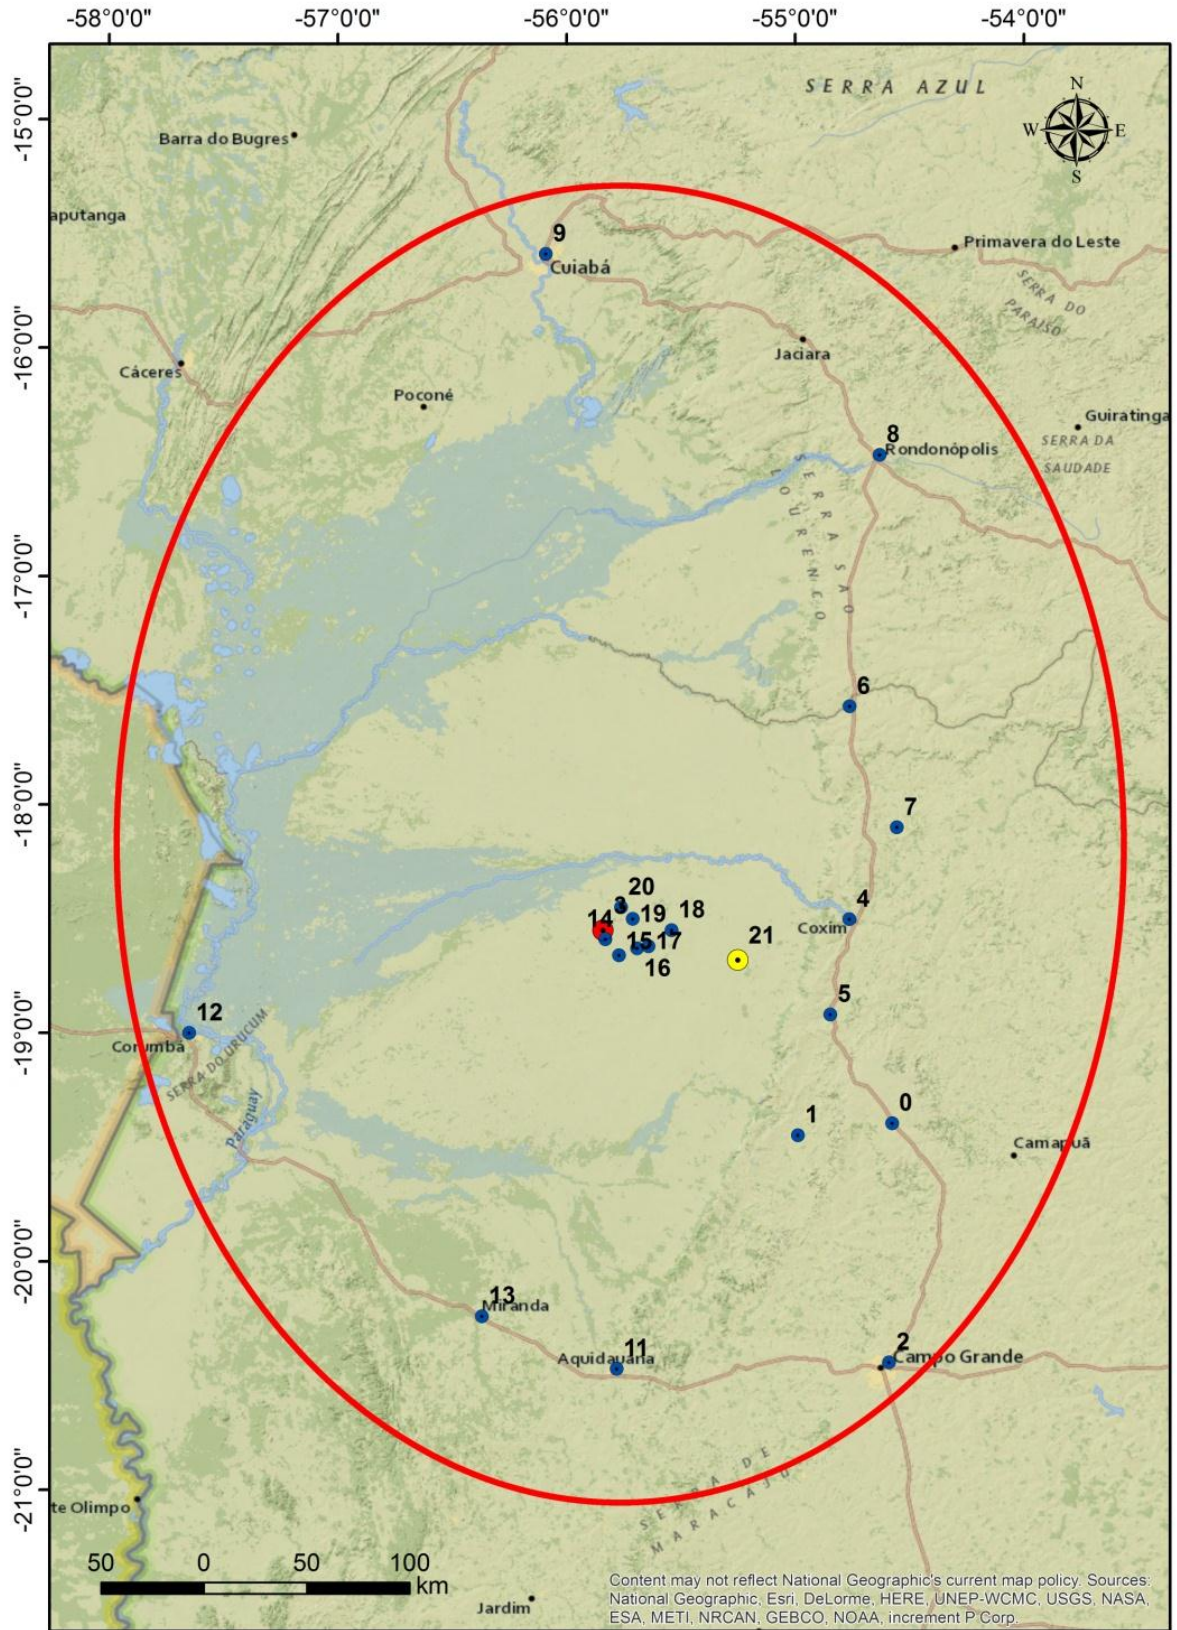 -58°0'0" -57°0'0" -56°0'0" -55°0'0" -54°0'0"
-15°0'0"
-16°0'0"
-17°0'0"
-18°0'0"
-19°0'0"
-20°0'0"
-21°0'0"
SERRA AZUL
N
W E
S
Barra do Bugres
aputanga
9
Cuiabá
Primavera do Leste
SERRA DO
PARAÍSO
Jaciara
Cáceres
Poconé
Guiratinga
8
Rondonópolis
SERRA DA
SAUDADE
SERRA SÃO
LOURENÇO
6
7
20
3
19
18
14
4
Coxim
15
17
16
21
5
12
Corumbá
SERRA DO URUCUM
Paraguay
1
0
Camapuã
13
Miranda
11
Aquidauana
2
Campo Grande
SERRA DE
MARACAJU
te Olimpo
50 0 50 100
km
Jardim
Content may not reflect National Geographic's current map policy. Sources:
National Geographic, Esri, DeLorme, HERE, UNEP-WCMC, USGS, NASA,
ESA, METI, NRCAN, GEBCO, NOAA, increment P Corp.